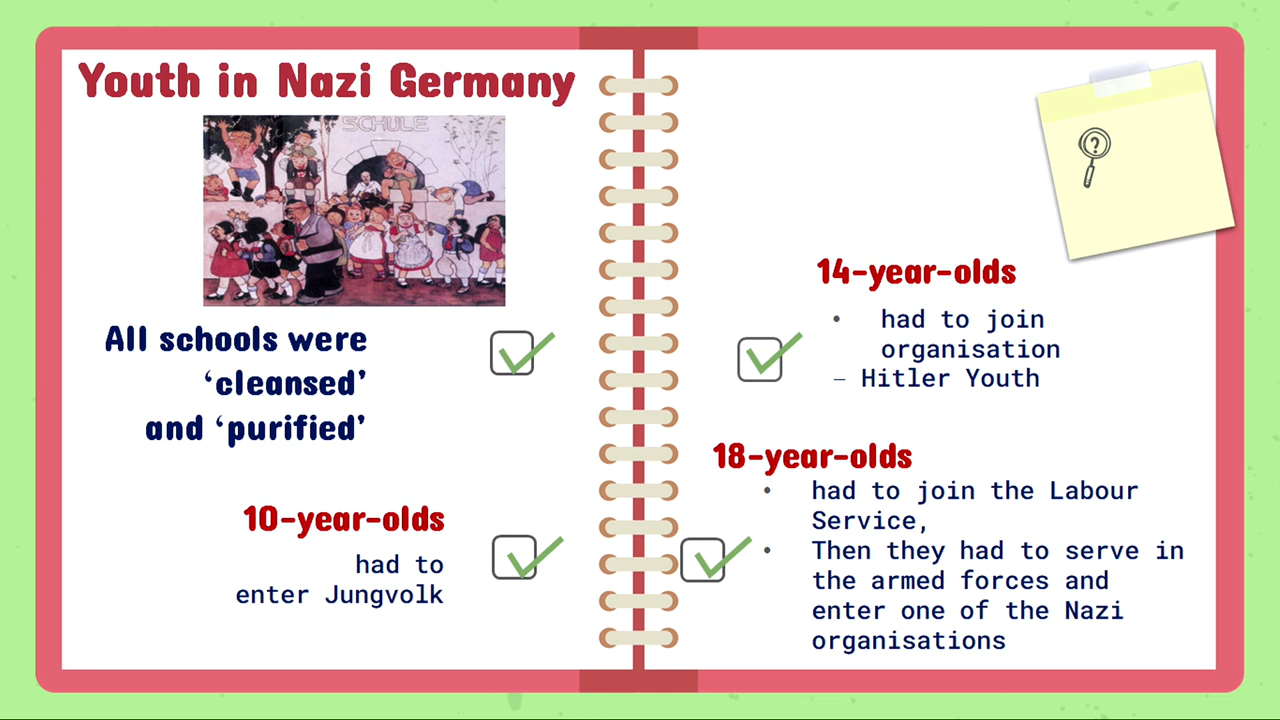 Youth in Nazi Germany
SCHULE
All schools were
‘cleansed’
and ‘purified’
10-year-olds
had to
enter Jungvolk
?
14-year-olds
• had to join
organisation
– Hitler Youth
18-year-olds
• had to join the Labour
Service,
• Then they had to serve in
the armed forces and
enter one of the Nazi
organisations